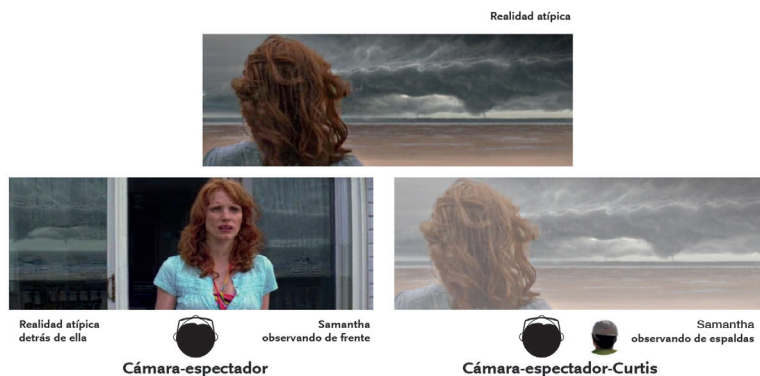 Realidad atípica
Realidad atípica
detrás de ella
Samantha
observando de frente
Cámara-espectador
Samantha
observando de espaldas
Cámara-espectador-Curtis